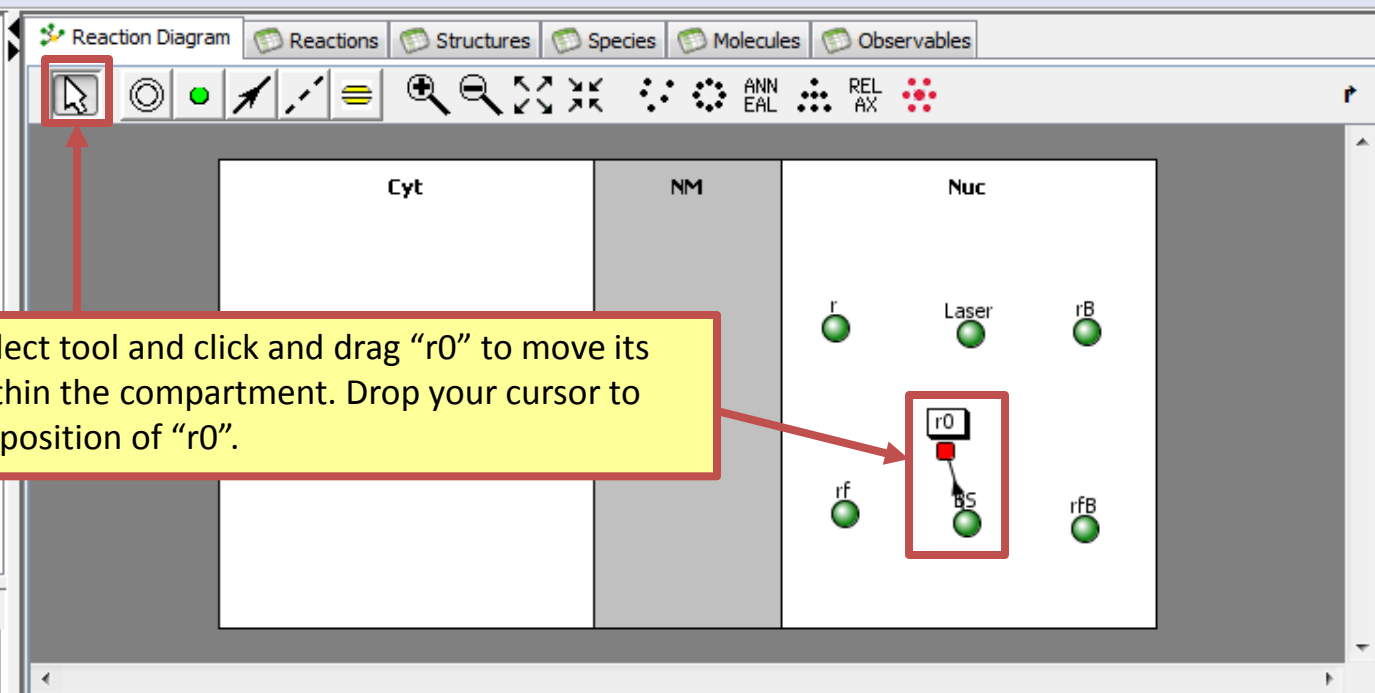 Reaction Diagram Reactions Structures Species Molecules Observables
ANN EAL REL AX
Cyt NM Nuc
r Laser rB
lect tool and click and drag “r0” to move its
thin the compartment. Drop your cursor to
position of “r0”.
r0
rf BS rfB